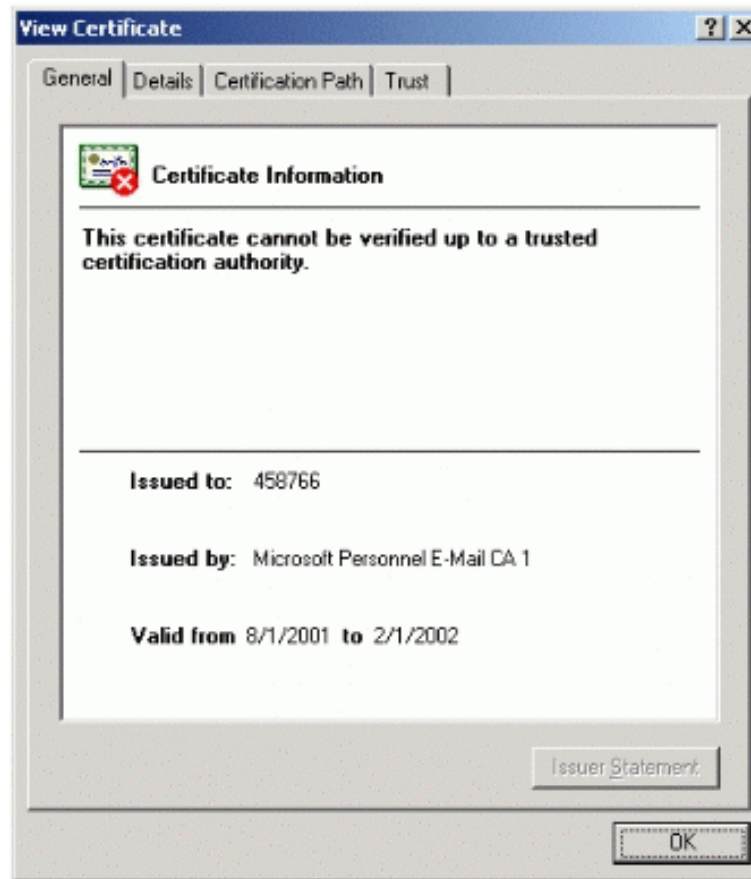 View Certificate
General Details Certification Path Trust
Certificate Information
This certificate cannot be verified up to a trusted
certification authority.
Issued to: 458766
Issued by: Microsoft Personnel E-Mail CA 1
Valid from 8/1/2001 to 2/1/2002
Issuer Statement
OK